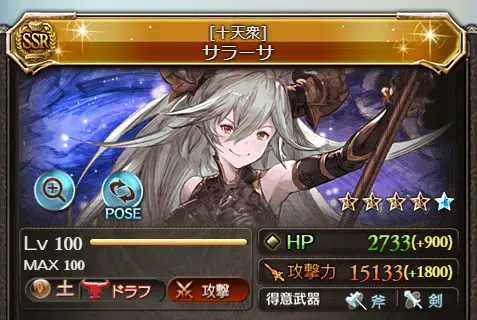 SSR
[十天衆]
サラーサ
POSE
Lv 100
MAX 100
土 ドラフ 攻撃
HP 2733(+900)
攻撃力 15133(+1800)
得意武器 斧 剣